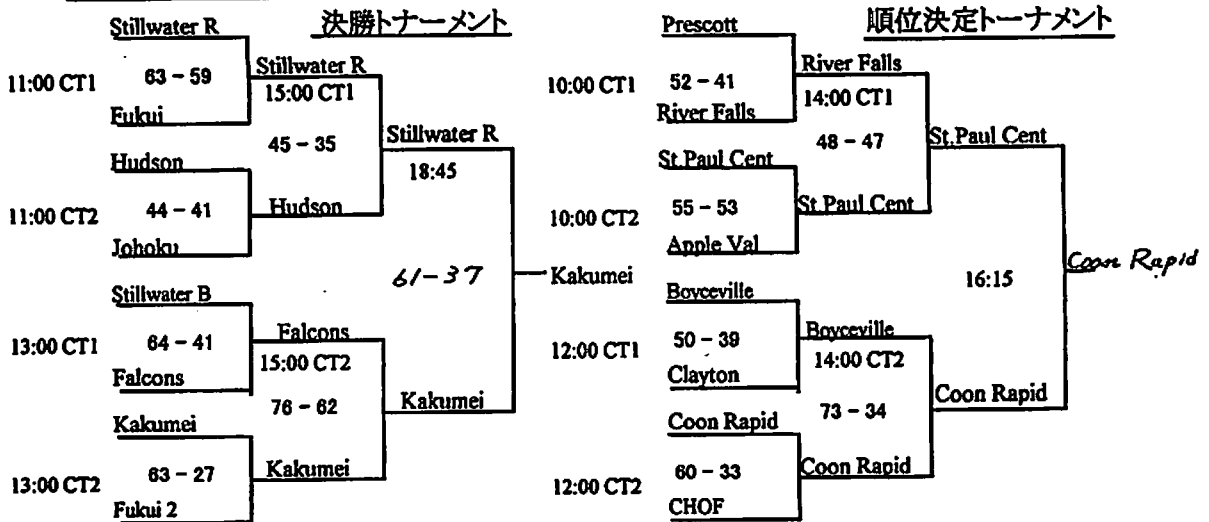 決勝トナーメント
Stillwater R
11:00 CT1
63 – 59
Fukui
Stillwater R
15:00 CT1
45 – 35
Hudson
11:00 CT2
44 – 41
Johoku
Hudson
Stillwater R
18:45
61-37
Kakumei
Stillwater B
13:00 CT1
64 – 41
Falcons
Falcons
15:00 CT2
76 – 62
Kakumei
13:00 CT2
63 – 27
Fukui 2
Kakumei
Kakumei
順位決定トーナメント
Prescott
10:00 CT1
52 – 41
River Falls
River Falls
14:00 CT1
48 – 47
St.Paul Cent
10:00 CT2
55 – 53
Apple Val
St.Paul Cent
St.Paul Cent
16:15
Coon Rapid
Boyceville
12:00 CT1
50 – 39
Clayton
Boyceville
14:00 CT2
73 – 34
Coon Rapid
12:00 CT2
60 – 33
CHOF
Coon Rapid
Coon Rapid